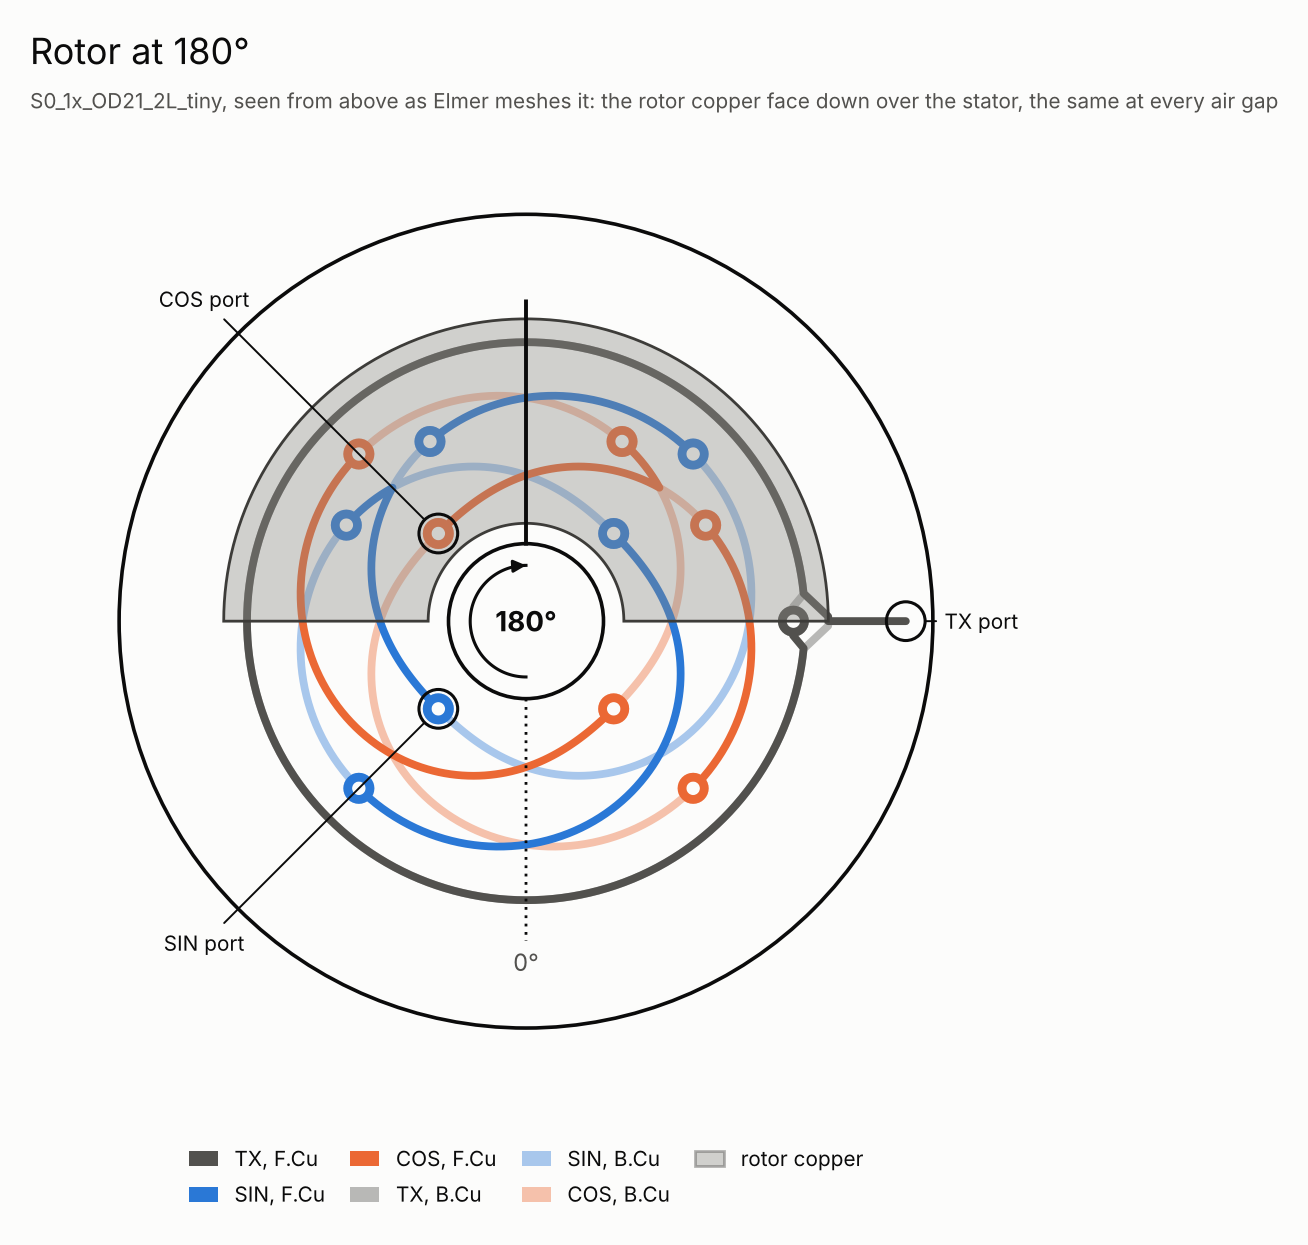 Rotor at 180°
S0_1x_OD21_2L_tiny, seen from above as Elmer meshes it: the rotor copper face down over the stator, the same at every air gap
COS port
180°
TX port
SIN port
0°
TX, F.Cu
COS, F.Cu
SIN, B.Cu
rotor copper
SIN, F.Cu
TX, B.Cu
COS, B.Cu